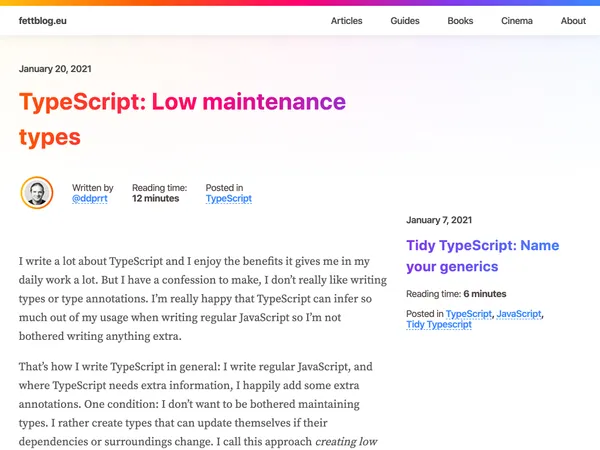 fettblog.eu
Articles Guides Books Cinema About
January 20, 2021
TypeScript: Low maintenance
types
Written by
@ddprrt
Reading time:
12 minutes
Posted in
TypeScript
I write a lot about TypeScript and I enjoy the benefits it gives me in my
daily work a lot. But I have a confession to make, I don’t really like writing
types or type annotations. I’m really happy that TypeScript can infer so
much out of my usage when writing regular JavaScript so I’m not
bothered writing anything extra.
That’s how I write TypeScript in general: I write regular JavaScript, and
where TypeScript needs extra information, I happily add some extra
annotations. One condition: I don’t want to be bothered maintaining
types. I rather create types that can update themselves if their
dependencies or surroundings change. I call this approach creating low
January 7, 2021
Tidy TypeScript: Name
your generics
Reading time: 6 minutes
Posted in TypeScript, JavaScript,
Tidy Typescript